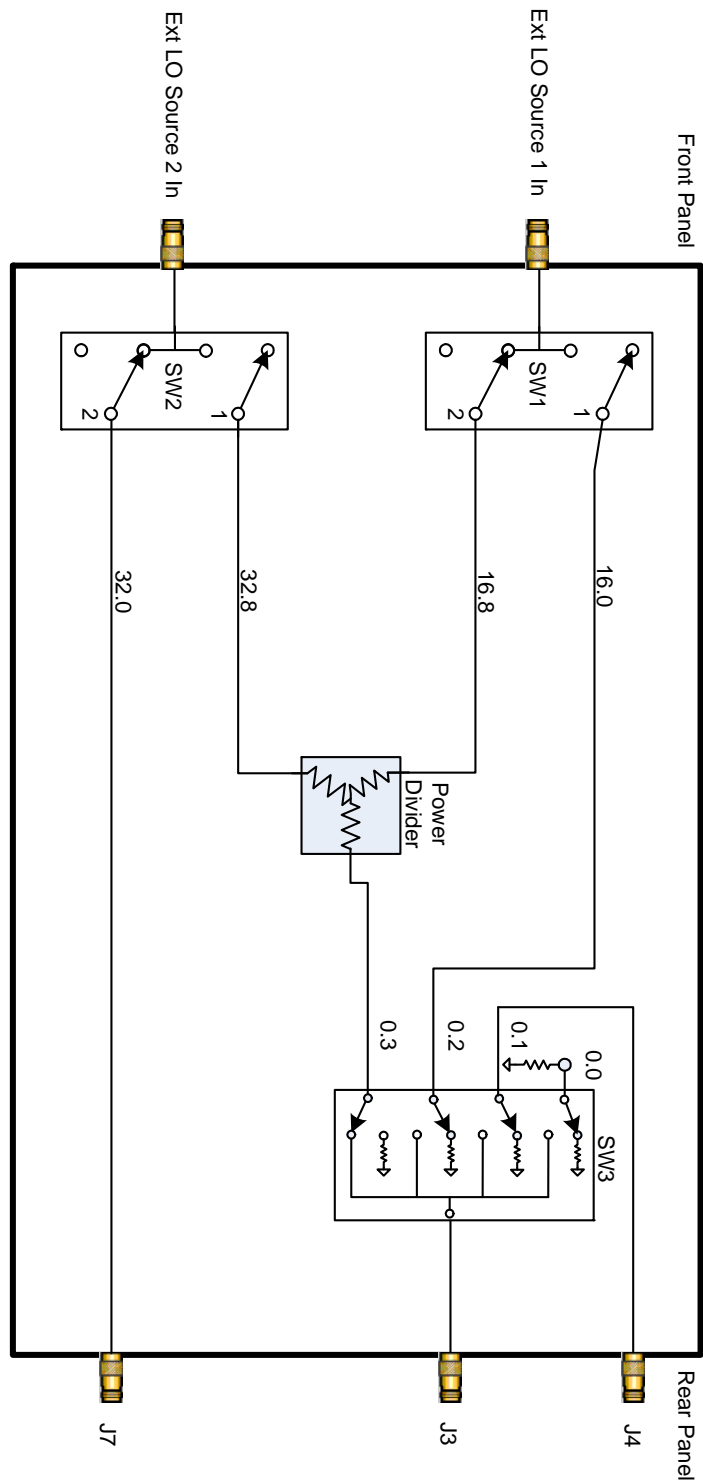 Front Panel
Rear Panel
Ext LO Source 1 In
Ext LO Source 2 In
SW1
1
2
SW2
1
2
16.0
16.8
32.8
32.0
Power
Divider
0.0
0.1
0.2
0.3
SW3
J4
J3
J7